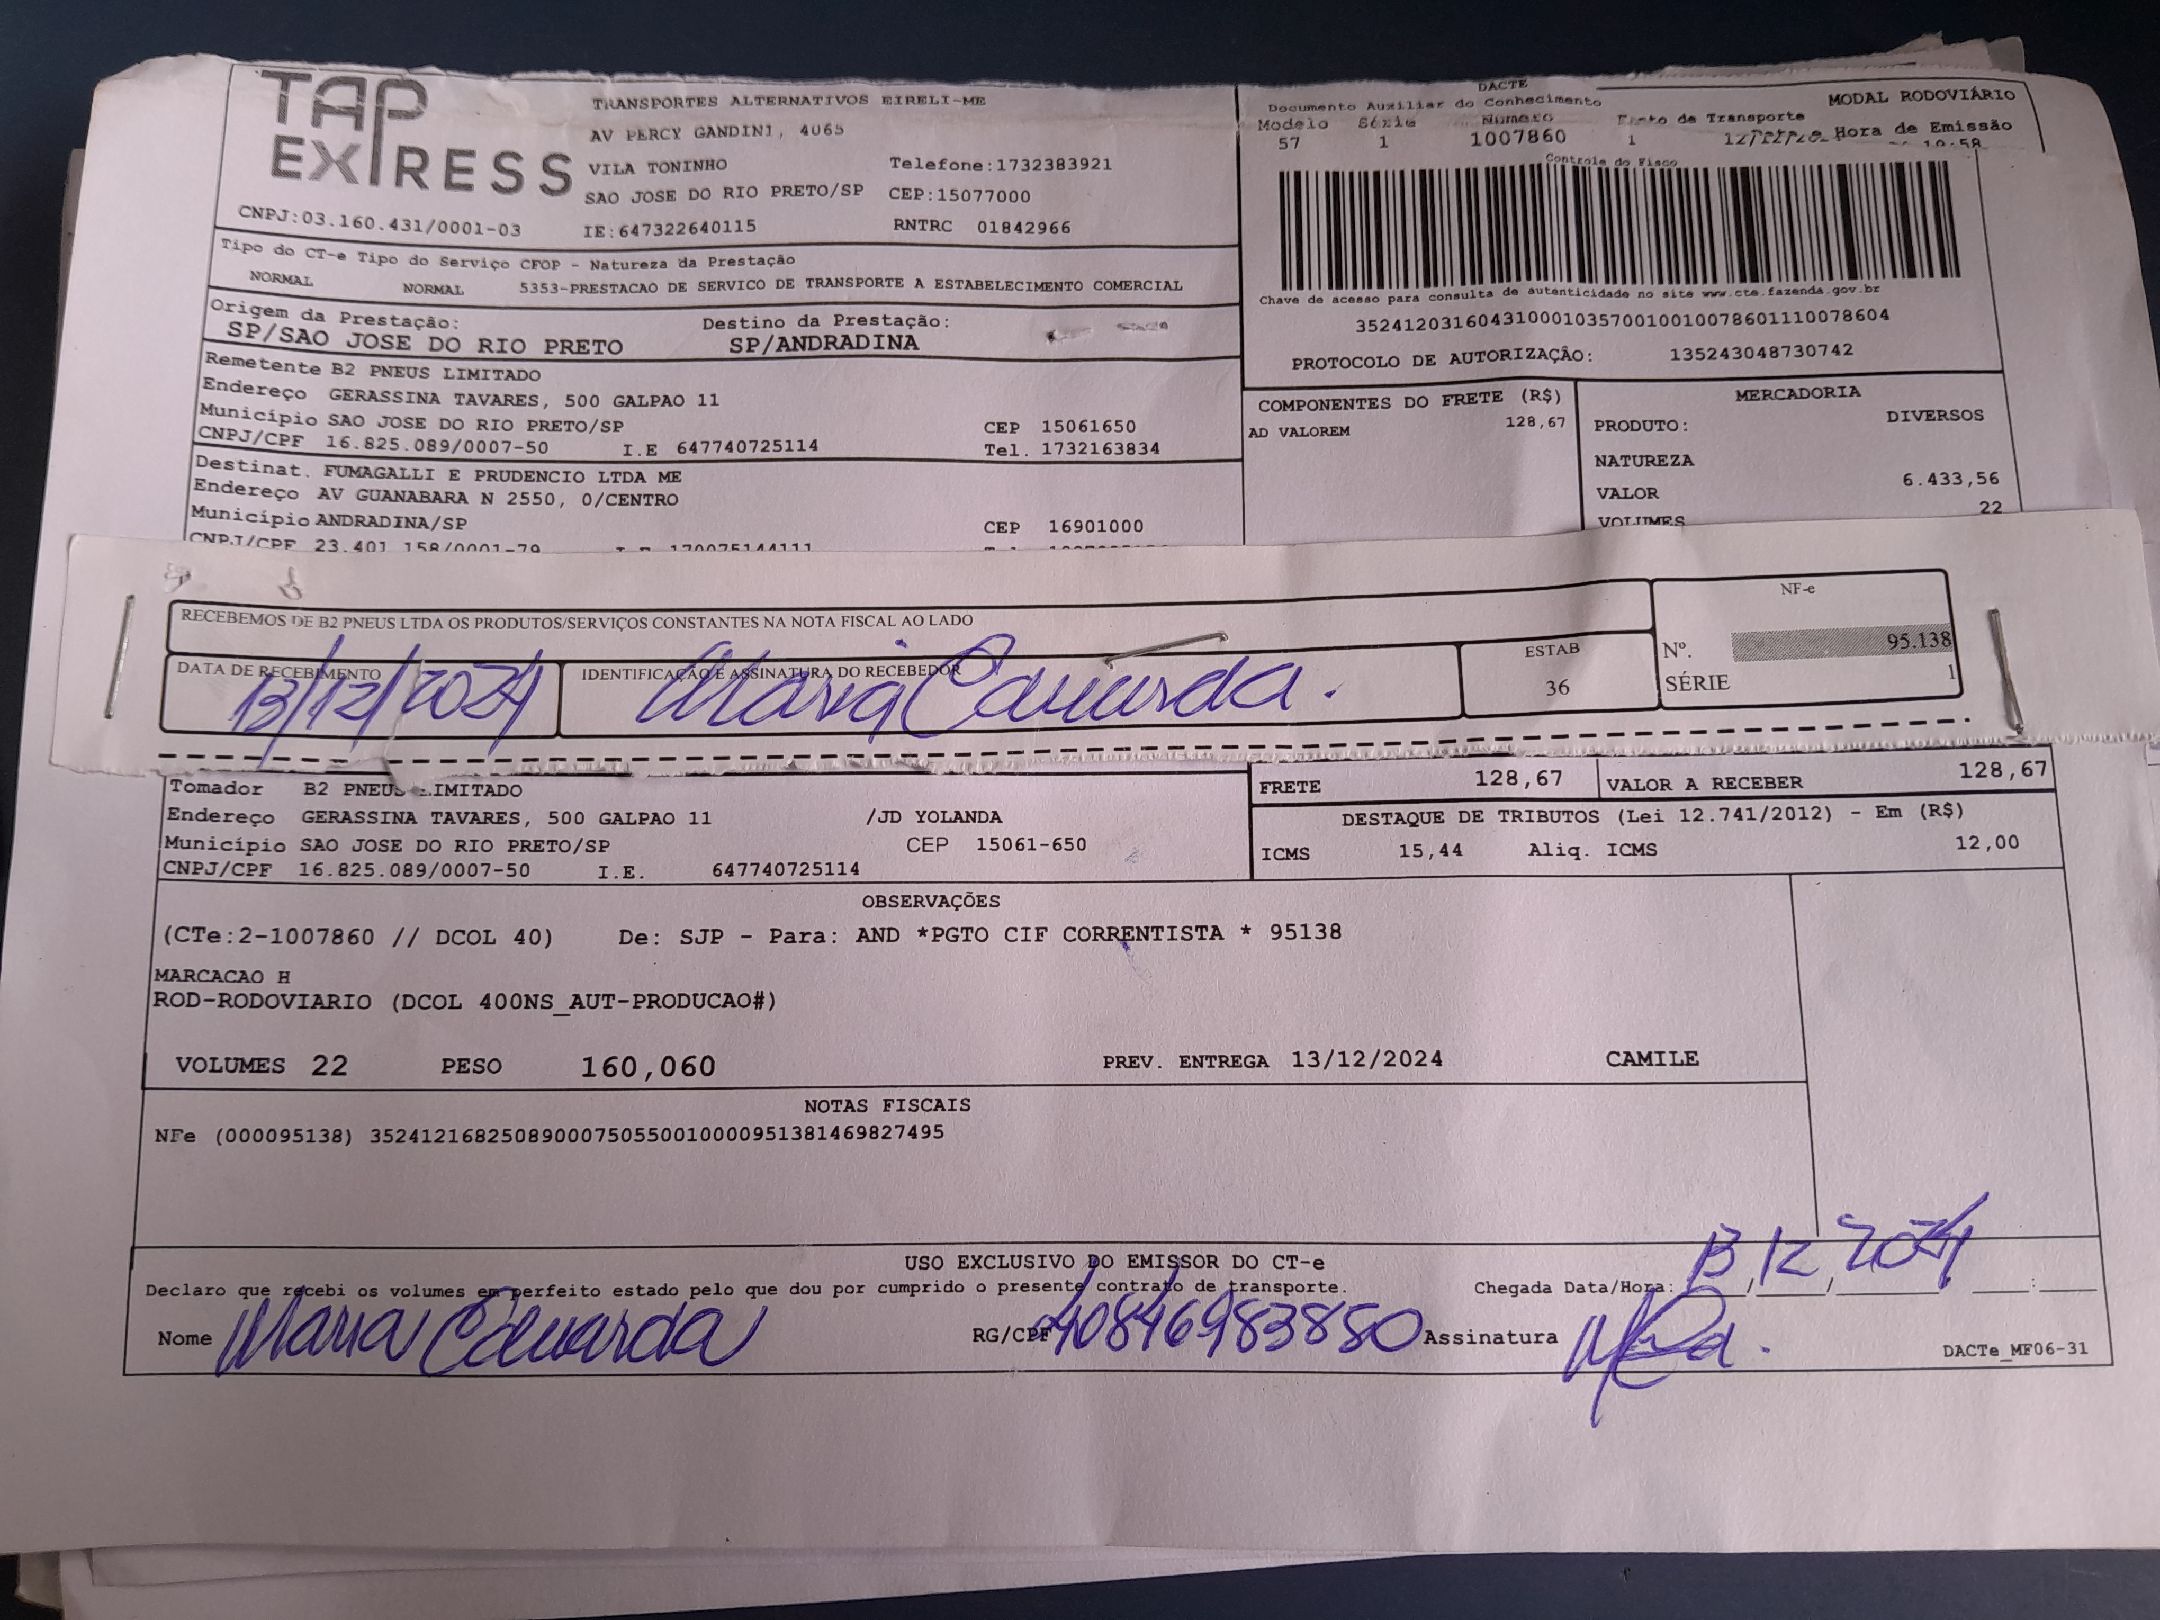 TAP
EXPRESS
TRANSPORTES ALTERNATIVOS EIRELI-ME
AV PERCY GANDINI, 4065
VILA TONINHO Telefone:1732383921
SAO JOSE DO RIO PRETO/SP CEP:15077000
CNPJ:03.160.431/0001-03 IE:647322640115 RNTRC 01842966
DACTE
Documento Auxiliar do Conhecimento de Transporte
MODAL RODOVIÁRIO
Modelo Série Número Hora de Emissão
57 1 1007860 1
Controle do Fisco
Chave de acesso para consulta de autenticidade no site www.cte.fazenda.gov.br
35241203160431000103570010010078601110078604
PROTOCOLO DE AUTORIZAÇÃO: 135243048730742
Tipo do CT-e Tipo do Serviço CFOP - Natureza da Prestação
NORMAL NORMAL 5353-PRESTACAO DE SERVICO DE TRANSPORTE A ESTABELECIMENTO COMERCIAL
Origem da Prestação: Destino da Prestação:
SP/SAO JOSE DO RIO PRETO SP/ANDRADINA
Remetente B2 PNEUS LIMITADO
Endereço GERASSINA TAVARES, 500 GALPAO 11
Município SAO JOSE DO RIO PRETO/SP CEP 15061650
CNPJ/CPF 16.825.089/0007-50 I.E 647740725114 Tel. 1732163834
Destinat. FUMAGALLI E PRUDENCIO LTDA ME
Endereço AV GUANABARA N 2550, 0/CENTRO
Município ANDRADINA/SP CEP 16901000
CNPJ/CPF 23.401.158/0001-79 170075144111
COMPONENTES DO FRETE (R$)
AD VALOREM 128,67
MERCADORIA
PRODUTO: DIVERSOS
NATUREZA
VALOR 6.433,56
VOLUMES 22
RECEBEMOS DE B2 PNEUS LTDA OS PRODUTOS/SERVIÇOS CONSTANTES NA NOTA FISCAL AO LADO
DATA DE RECEBIMENTO IDENTIFICAÇÃO E ASSINATURA DO RECEBEDOR
13/12/2024 Maria Eduarda.
ESTAB
36
NF-e
Nº. 95.138
SÉRIE 1
Tomador B2 PNEUS LIMITADO
Endereço GERASSINA TAVARES, 500 GALPAO 11 /JD YOLANDA
Município SAO JOSE DO RIO PRETO/SP CEP 15061-650
CNPJ/CPF 16.825.089/0007-50 I.E. 647740725114
FRETE 128,67 VALOR A RECEBER 128,67
DESTAQUE DE TRIBUTOS (Lei 12.741/2012) - Em (R$)
ICMS 15,44 Aliq. ICMS 12,00
OBSERVAÇÕES
(CTe:2-1007860 // DCOL 40) De: SJP - Para: AND *PGTO CIF CORRENTISTA * 95138
MARCACAO H
ROD-RODOVIARIO (DCOL 400NS_AUT-PRODUCAO#)
VOLUMES 22 PESO 160,060 PREV. ENTREGA 13/12/2024 CAMILE
NOTAS FISCAIS
NFe (000095138) 35241216825089000750550010000951381469827495
USO EXCLUSIVO DO EMISSOR DO CT-e
Declaro que recebi os volumes em perfeito estado pelo que dou por cumprido o presente contrato de transporte. Chegada Data/Hora: 13/12/2024
Nome Maria Eduarda RG/CPF 40846983850 Assinatura
DACTe_MF06-31